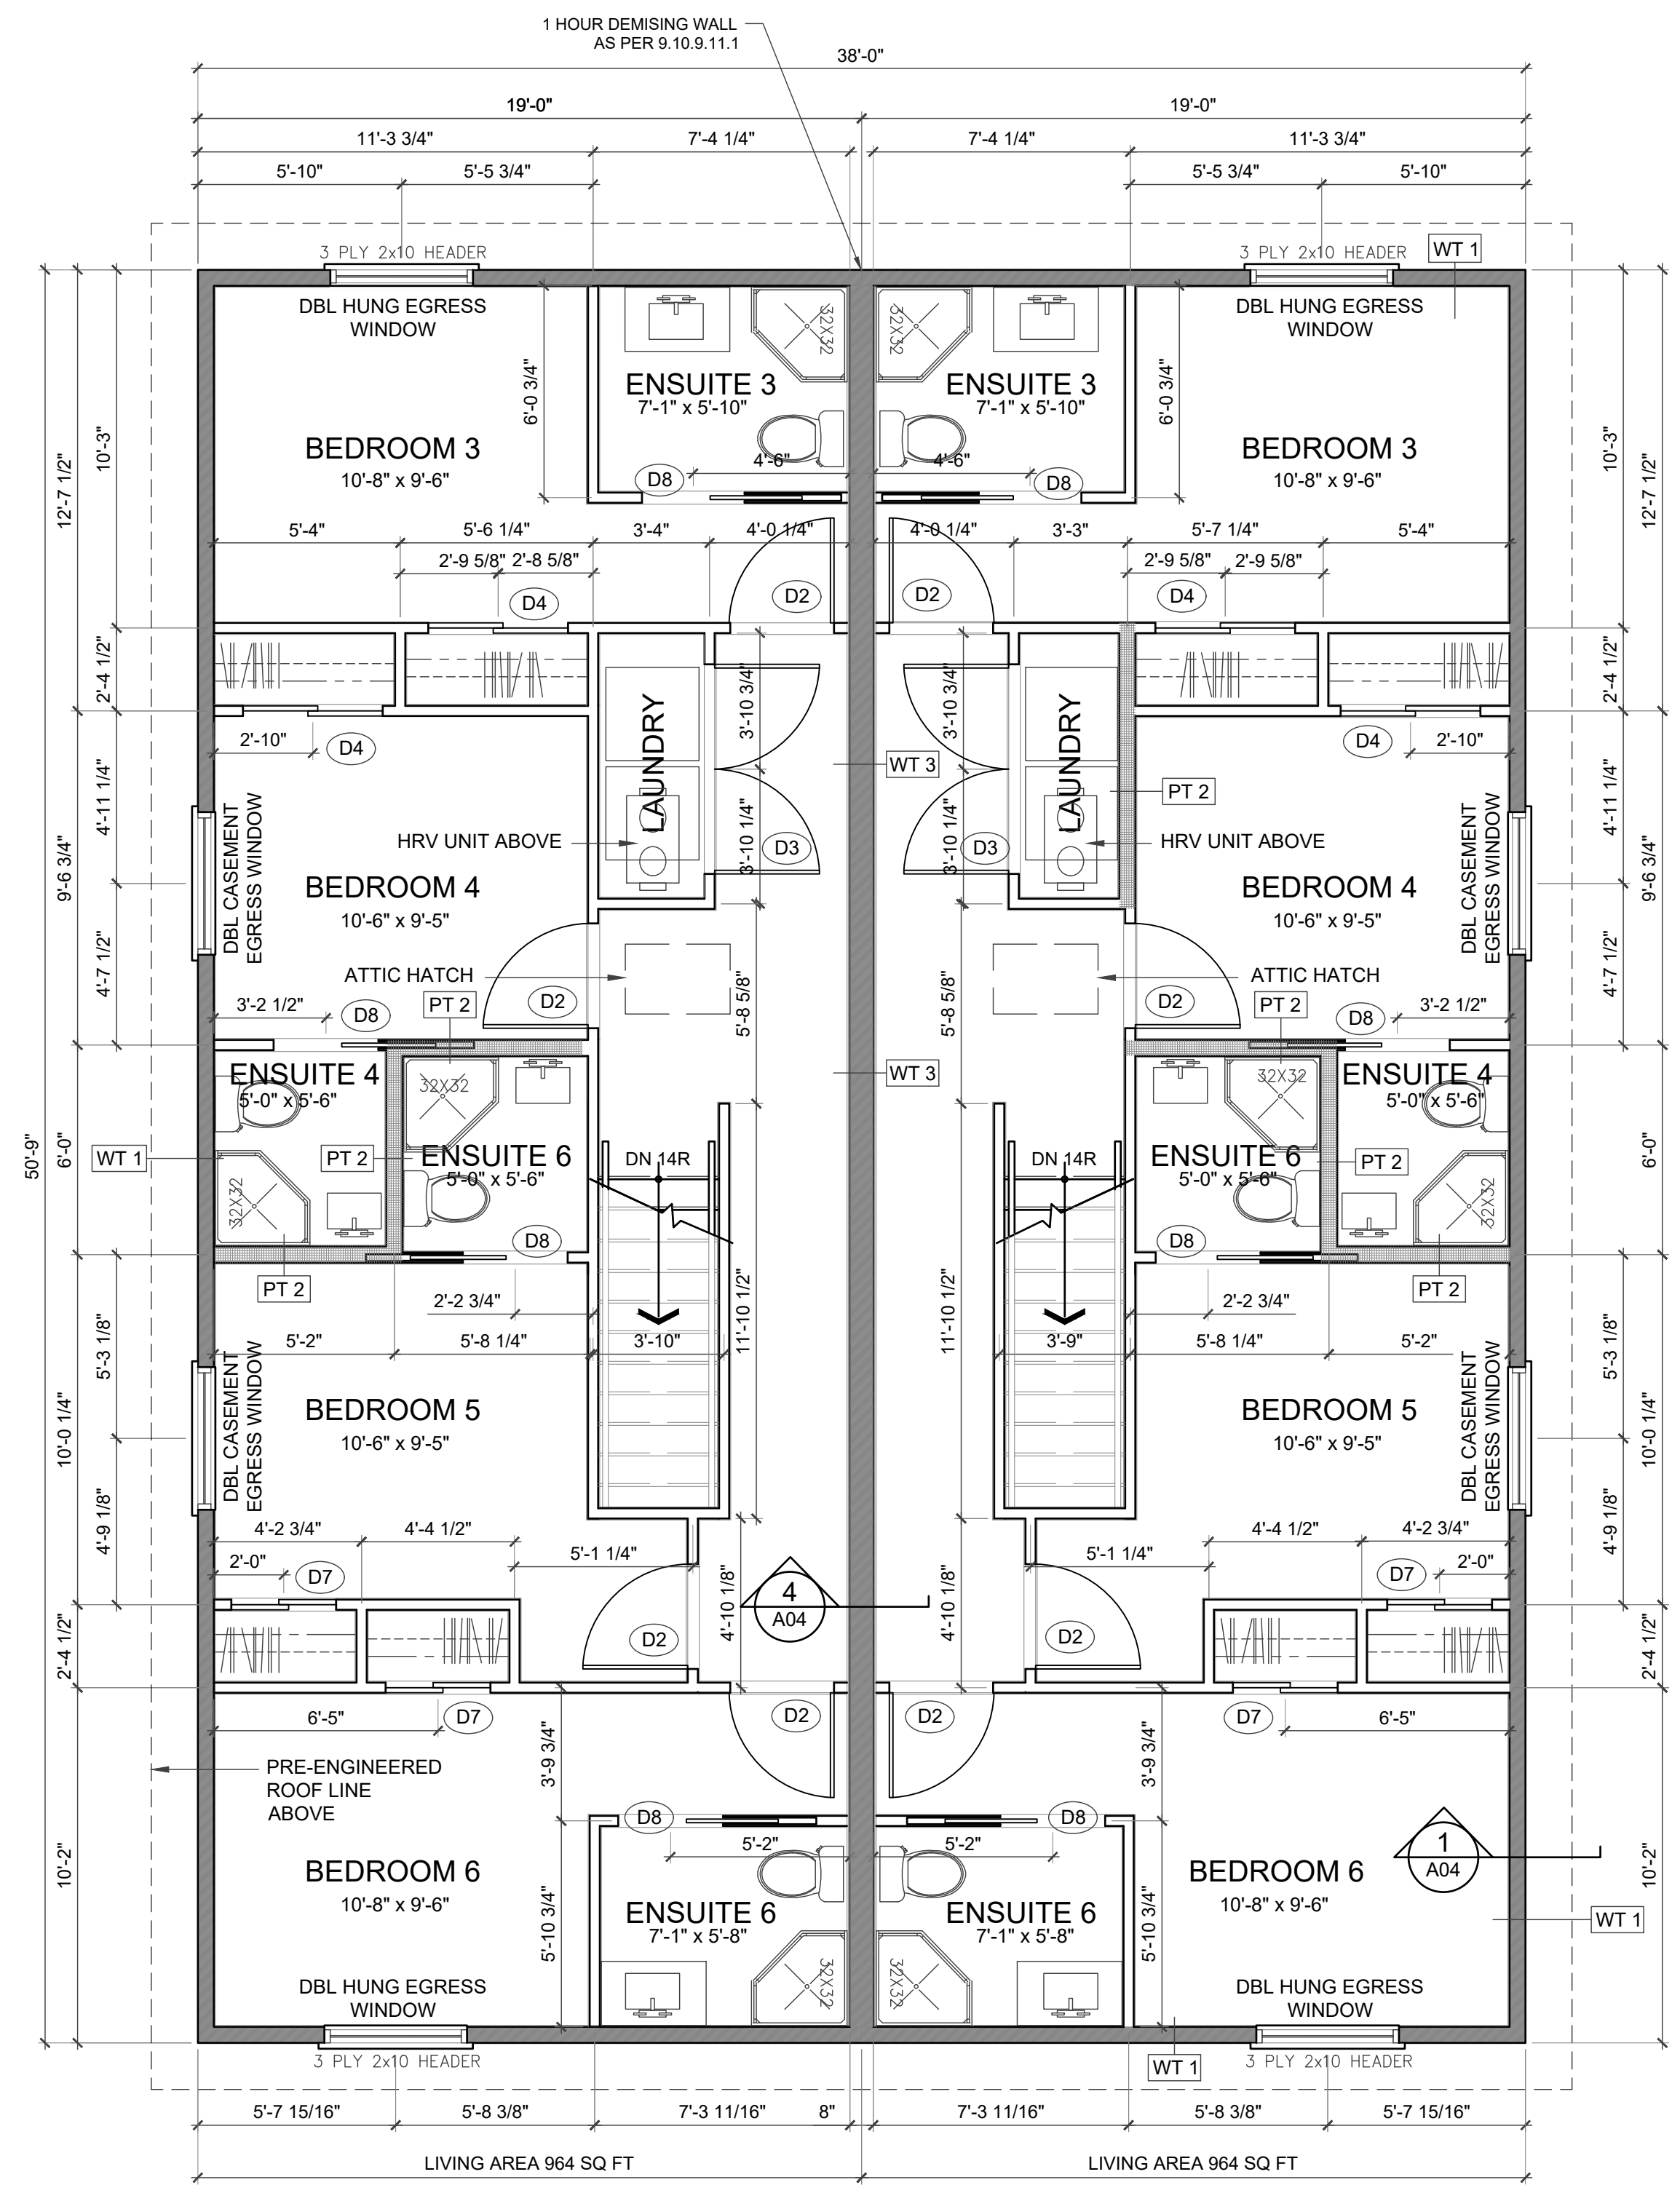 1 HOUR DEMISING WALL
AS PER 9.10.9.11.1
38'-0"
19'-0" 19'-0"
11'-3 3/4" 7'-4 1/4" 7'-4 1/4" 11'-3 3/4"
5'-10" 5'-5 3/4" 5'-5 3/4" 5'-10"
3 PLY 2x10 HEADER 3 PLY 2x10 HEADER WT 1
DBL HUNG EGRESS
WINDOW
DBL HUNG EGRESS
WINDOW
32X32 32X32
6'-0 3/4" 6'-0 3/4"
ENSUITE 3
7'-1" x 5'-10"
ENSUITE 3
7'-1" x 5'-10"
BEDROOM 3
10'-8" x 9'-6"
BEDROOM 3
10'-8" x 9'-6"
10'-3" 10'-3"
12'-7 1/2" 12'-7 1/2"
4'-6" 4'-6"
D8 D8
5'-4" 5'-6 1/4" 3'-4" 4'-0 1/4" 4'-0 1/4" 3'-3" 5'-7 1/4" 5'-4"
2'-9 5/8" 2'-8 5/8" 2'-9 5/8" 2'-9 5/8"
D4 D2 D2 D4
2'-4 1/2" 2'-4 1/2"
3'-10 3/4" 3'-10 3/4"
LAUNDRY LAUNDRY
2'-10" D4 D4 2'-10"
WT 3
PT 2
4'-11 1/4" 4'-11 1/4"
DBL CASEMENT
EGRESS WINDOW
DBL CASEMENT
EGRESS WINDOW
HRV UNIT ABOVE HRV UNIT ABOVE
D3 D3
3'-10 1/4" 3'-10 1/4"
9'-6 3/4" 9'-6 3/4"
BEDROOM 4
10'-6" x 9'-5"
BEDROOM 4
10'-6" x 9'-5"
4'-7 1/2" 4'-7 1/2"
ATTIC HATCH ATTIC HATCH
5'-8 5/8" 5'-8 5/8"
3'-2 1/2" D8 PT 2 D2 D2 PT 2 D8 3'-2 1/2"
WT 3
ENSUITE 4
5'-0" x 5'-6"
32X32 32X32
ENSUITE 4
5'-0" x 5'-6"
50'-9"
6'-0" 6'-0"
WT 1 PT 2 PT 2
ENSUITE 6
5'-0" x 5'-6"
ENSUITE 6
5'-0" x 5'-6"
DN 14R DN 14R
32X32 32X32
D8 D8
PT 2 PT 2
2'-2 3/4" 2'-2 3/4"
11'-10 1/2" 11'-10 1/2"
5'-2" 5'-8 1/4" 3'-10" 3'-9" 5'-8 1/4" 5'-2"
5'-3 1/8" 5'-3 1/8"
DBL CASEMENT
EGRESS WINDOW
DBL CASEMENT
EGRESS WINDOW
BEDROOM 5
10'-6" x 9'-5"
BEDROOM 5
10'-6" x 9'-5"
10'-0 1/4" 10'-0 1/4"
4'-9 1/8" 4'-9 1/8"
4'-2 3/4" 4'-4 1/2" 4'-4 1/2" 4'-2 3/4"
2'-0" D7 5'-1 1/4" 5'-1 1/4" D7 2'-0"
4
A04
4'-10 1/8" 4'-10 1/8"
D2 D2
2'-4 1/2" 2'-4 1/2"
6'-5" D7 D2 D2 D7 6'-5"
3'-9 3/4" 3'-9 3/4"
PRE-ENGINEERED
ROOF LINE
ABOVE
D8 D8
5'-2" 5'-2"
1
A04
10'-2" 10'-2"
BEDROOM 6
10'-8" x 9'-6"
BEDROOM 6
10'-8" x 9'-6"
5'-10 3/4" 5'-10 3/4"
ENSUITE 6
7'-1" x 5'-8"
ENSUITE 6
7'-1" x 5'-8"
WT 1
32X32 32X32
DBL HUNG EGRESS
WINDOW
DBL HUNG EGRESS
WINDOW
3 PLY 2x10 HEADER WT 1 3 PLY 2x10 HEADER
5'-7 15/16" 5'-8 3/8" 7'-3 11/16" 8" 7'-3 11/16" 5'-8 3/8" 5'-7 15/16"
LIVING AREA 964 SQ FT LIVING AREA 964 SQ FT